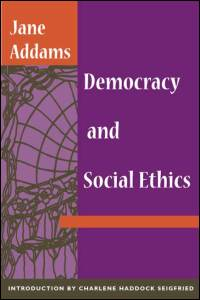 Jane
Addams
Democracy
and
Social Ethics
INTRODUCTION BY CHARLENE HADDOCK SEIGFRIED